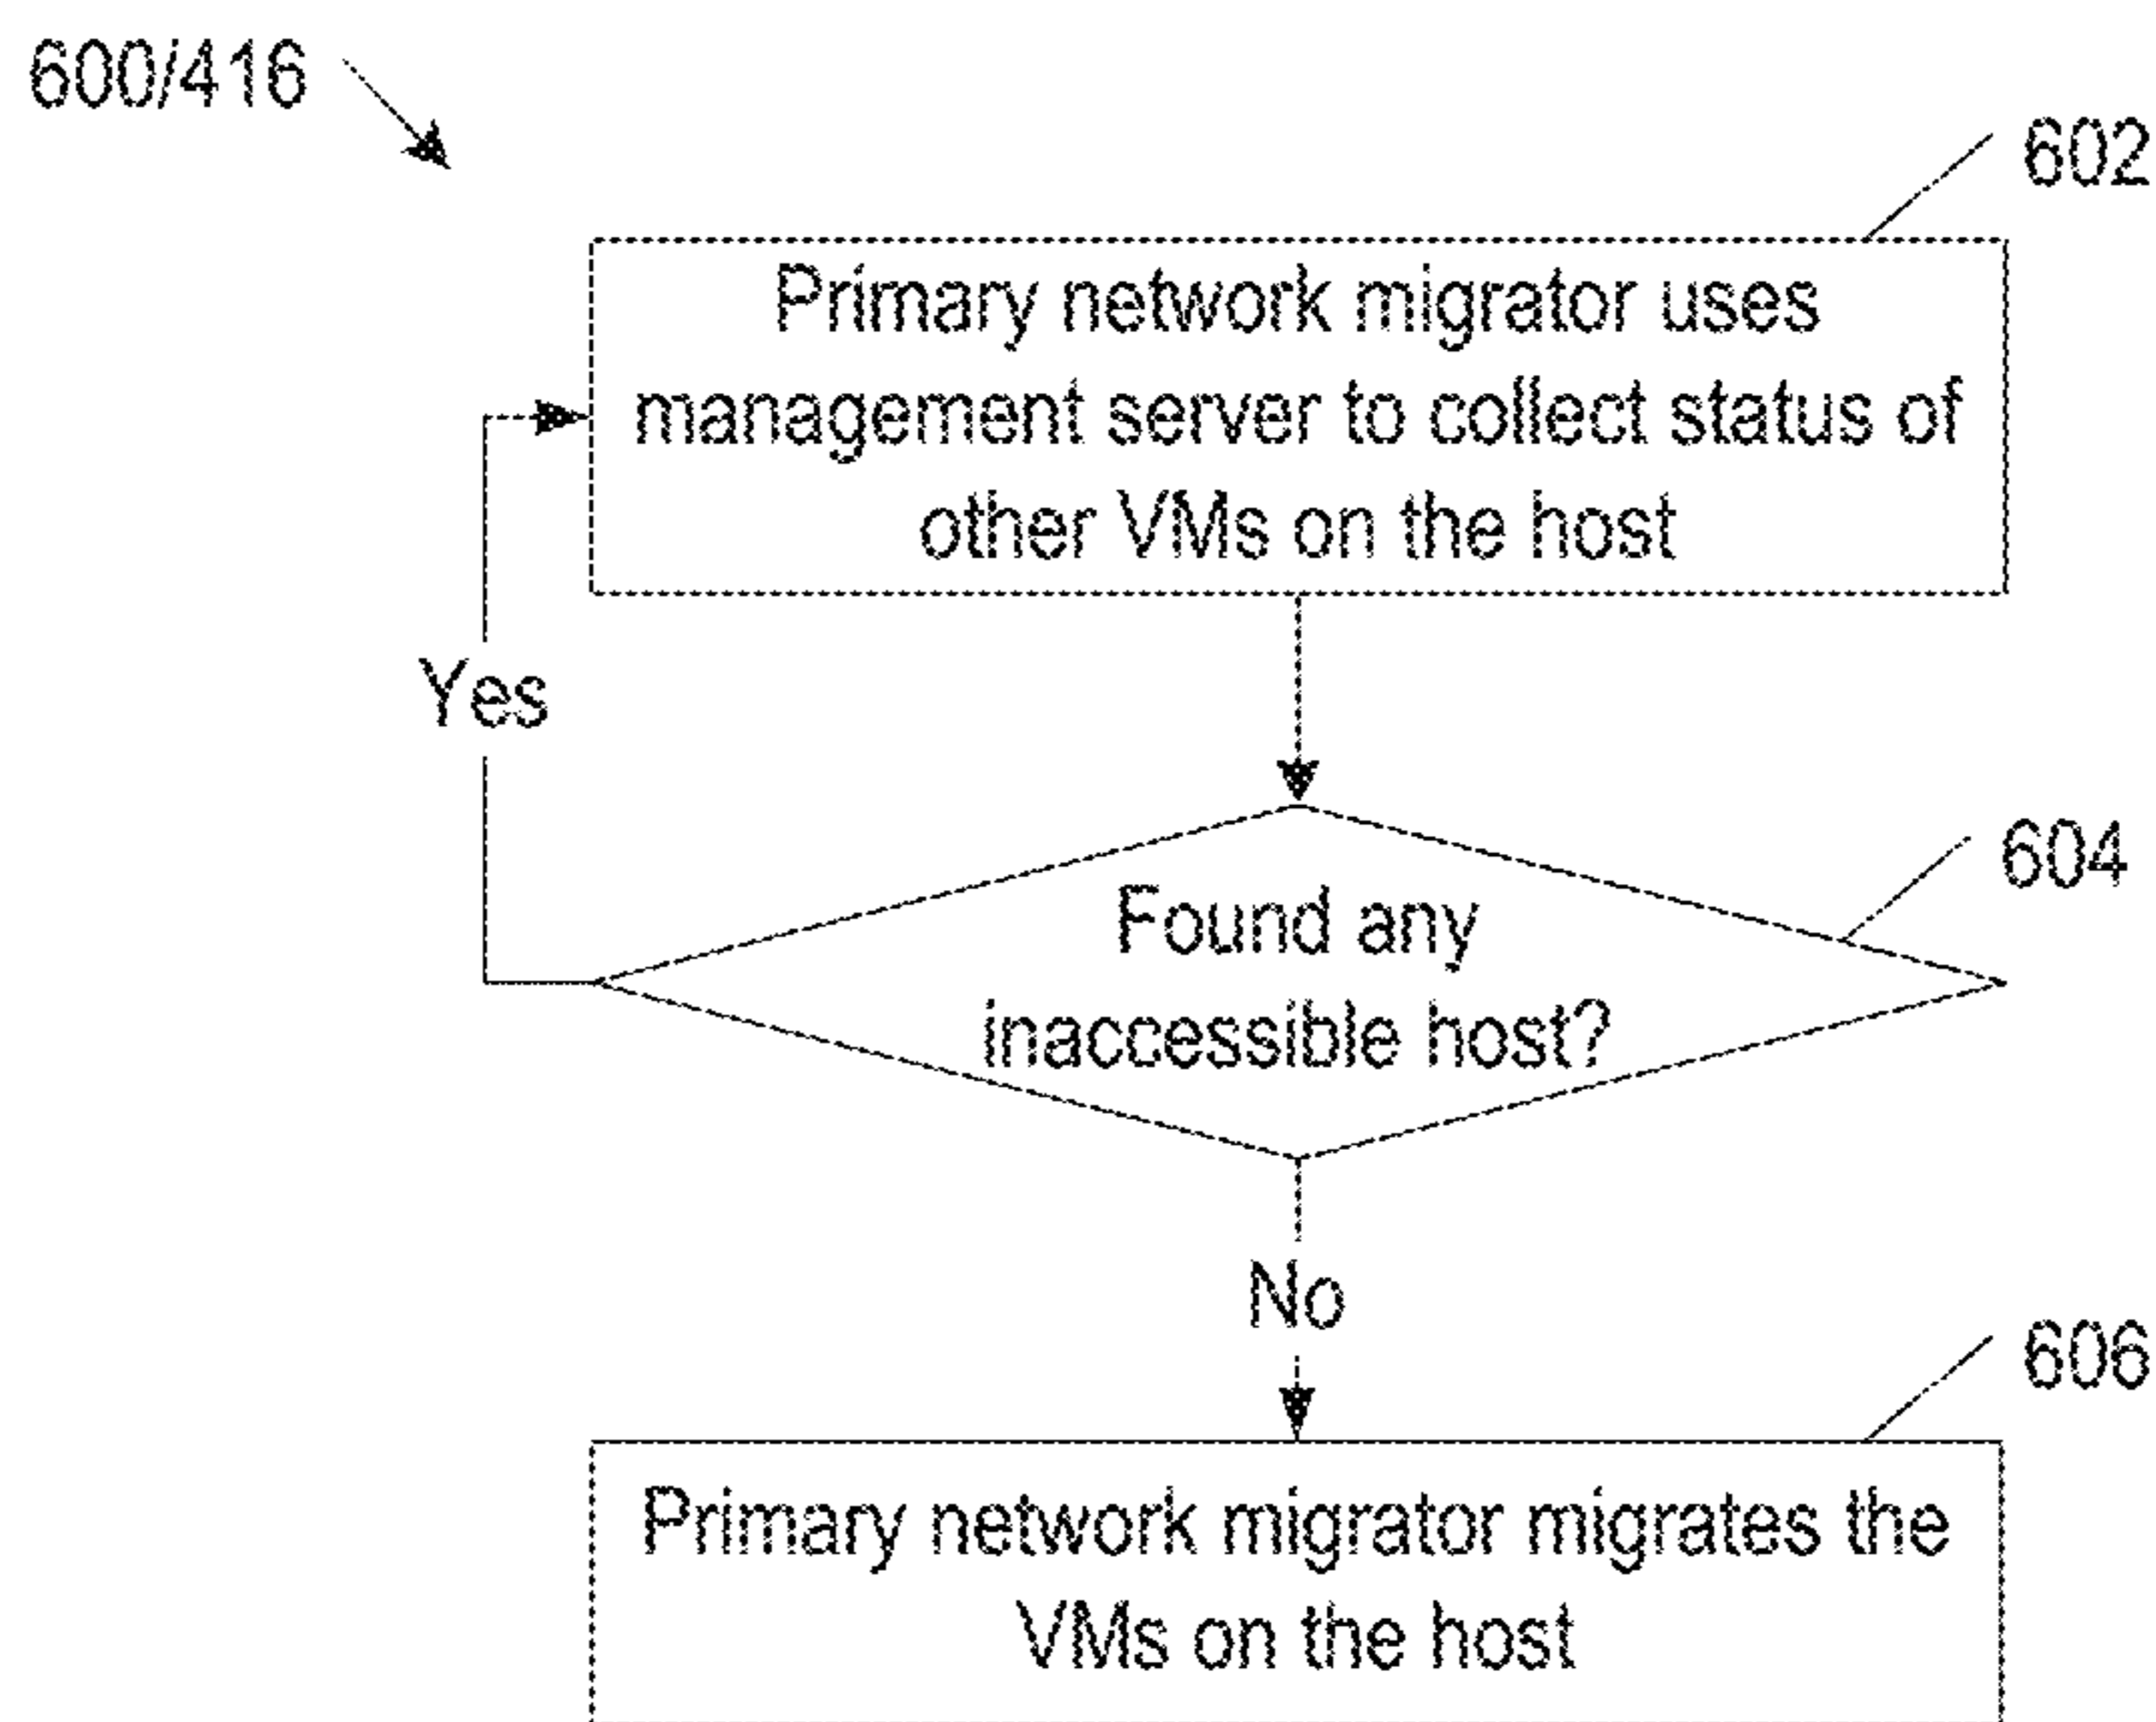 600/416
602
Primary network migrator uses
management server to collect status of
other VMs on the host
Yes
604
Found any
inaccessible host?
No
606
Primary network migrator migrates the
VMs on the host